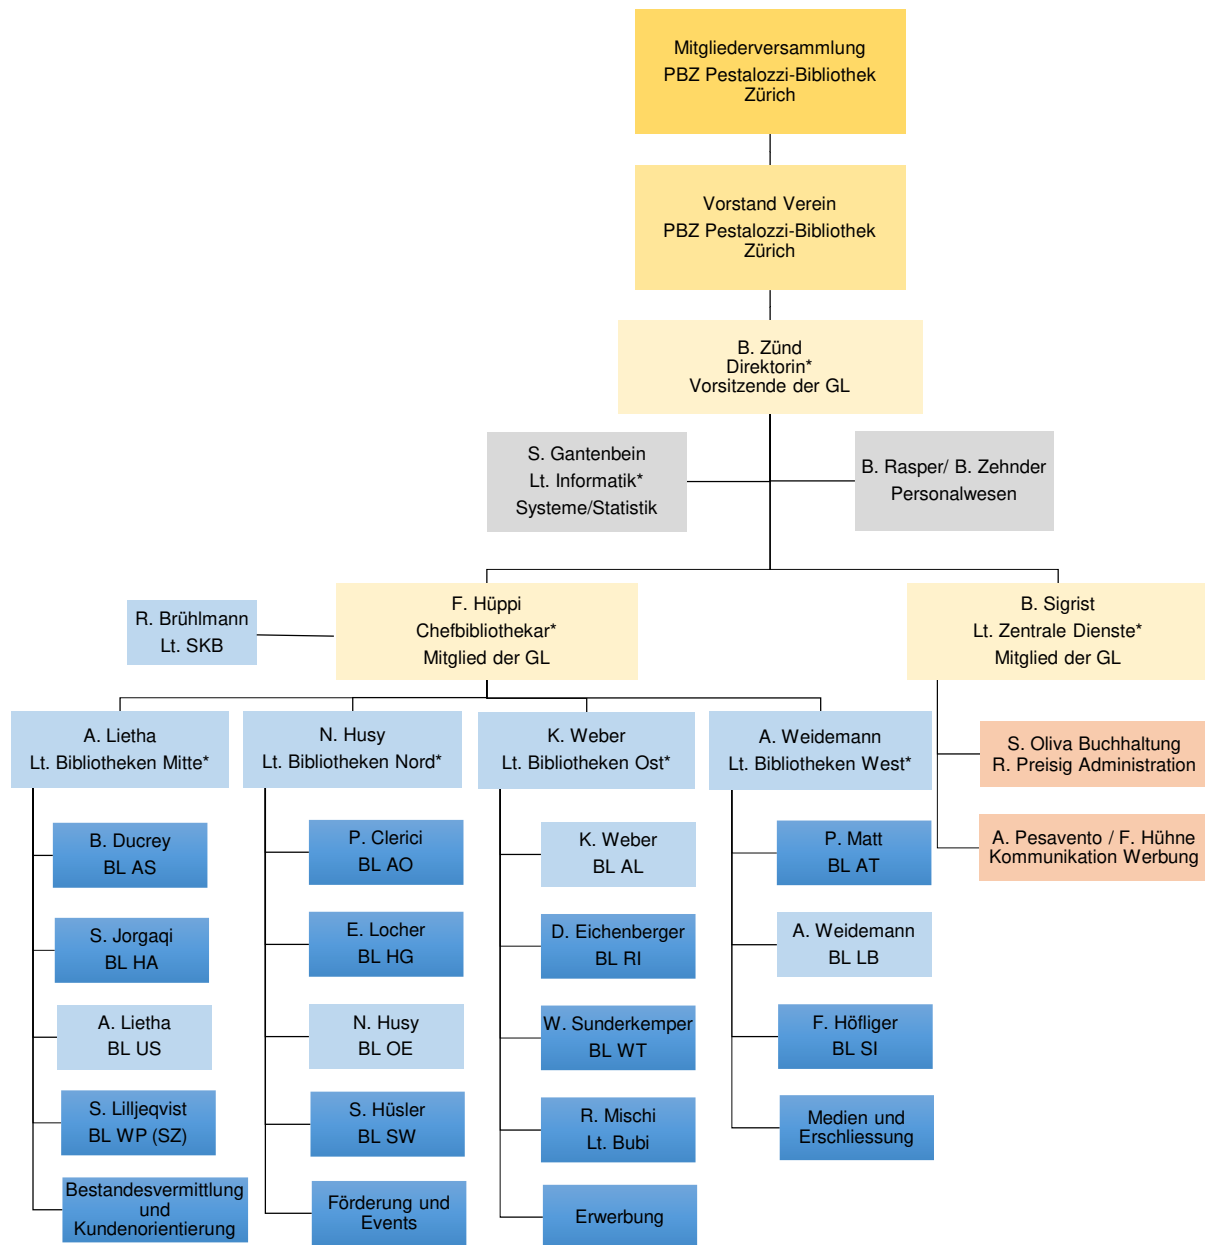 Mitgliederversammlung
PBZ Pestalozzi-Bibliothek
Zürich
Vorstand Verein
PBZ Pestalozzi-Bibliothek
Zürich
B. Zünd
Direktorin*
Vorsitzende der GL
S. Gantenbein
Lt. Informatik*
Systeme/Statistik
B. Rasper/ B. Zehnder
Personalwesen
R. Brühlmann
Lt. SKB
F. Hüppi
Chefbibliothekar*
Mitglied der GL
B. Sigrist
Lt. Zentrale Dienste*
Mitglied der GL
A. Lietha
Lt. Bibliotheken Mitte*
N. Husy
Lt. Bibliotheken Nord*
K. Weber
Lt. Bibliotheken Ost*
A. Weidemann
Lt. Bibliotheken West*
S. Oliva Buchhaltung
R. Preisig Administration
A. Pesavento / F. Hühne
Kommunikation Werbung
B. Ducrey
BL AS
S. Jorgaqi
BL HA
A. Lietha
BL US
S. Lilljeqvist
BL WP (SZ)
Bestandesvermittlung
und
Kundenorientierung
P. Clerici
BL AO
E. Locher
BL HG
N. Husy
BL OE
S. Hüsler
BL SW
Förderung und
Events
K. Weber
BL AL
D. Eichenberger
BL RI
W. Sunderkemper
BL WT
R. Mischi
Lt. Bubi
Erwerbung
P. Matt
BL AT
A. Weidemann
BL LB
F. Höfliger
BL SI
Medien und
Erschliessung